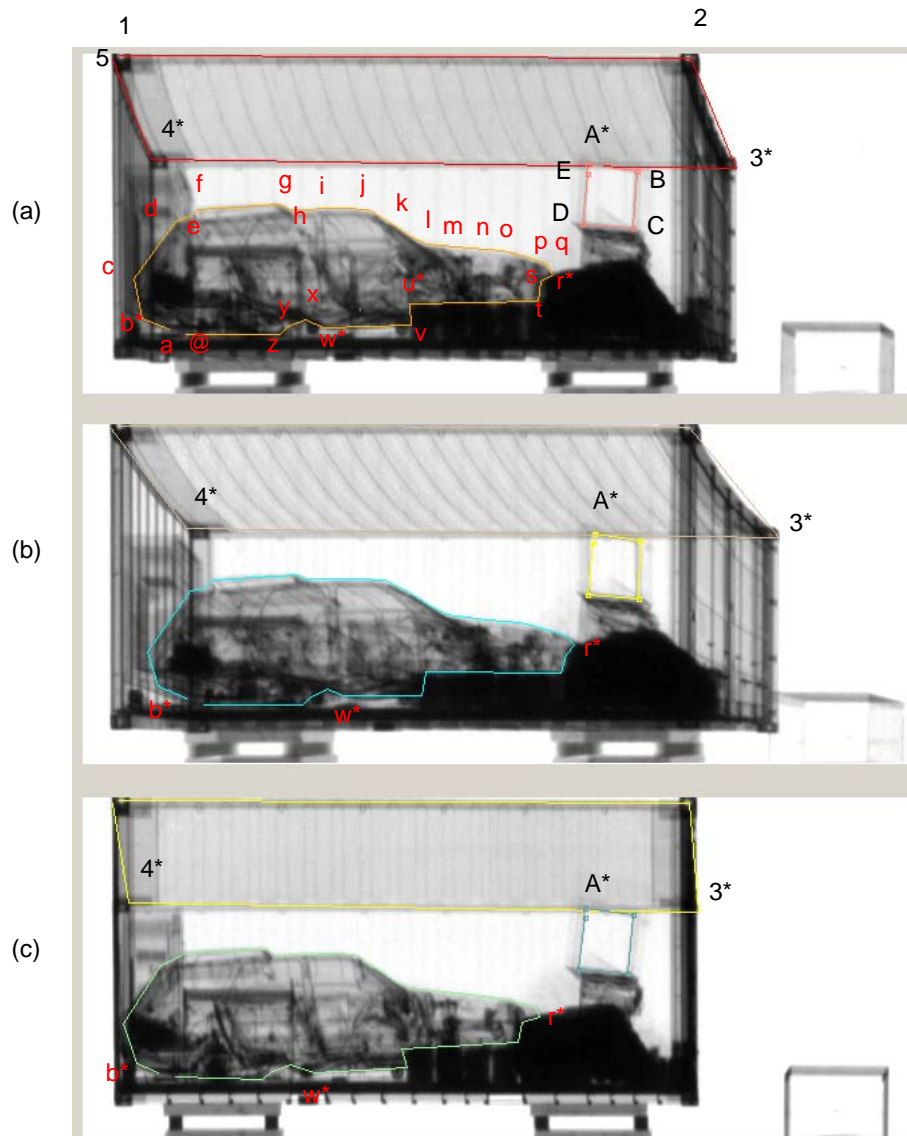 1 2
5
4* A* 3*
E B
f g i j
(a) d e h k D C
l m n o
c p q
u* s r*
b* y x t
a @ z w* v
4* A* 3*
(b)
r*
b* w*
4* A* 3*
(c)
r*
b* w*